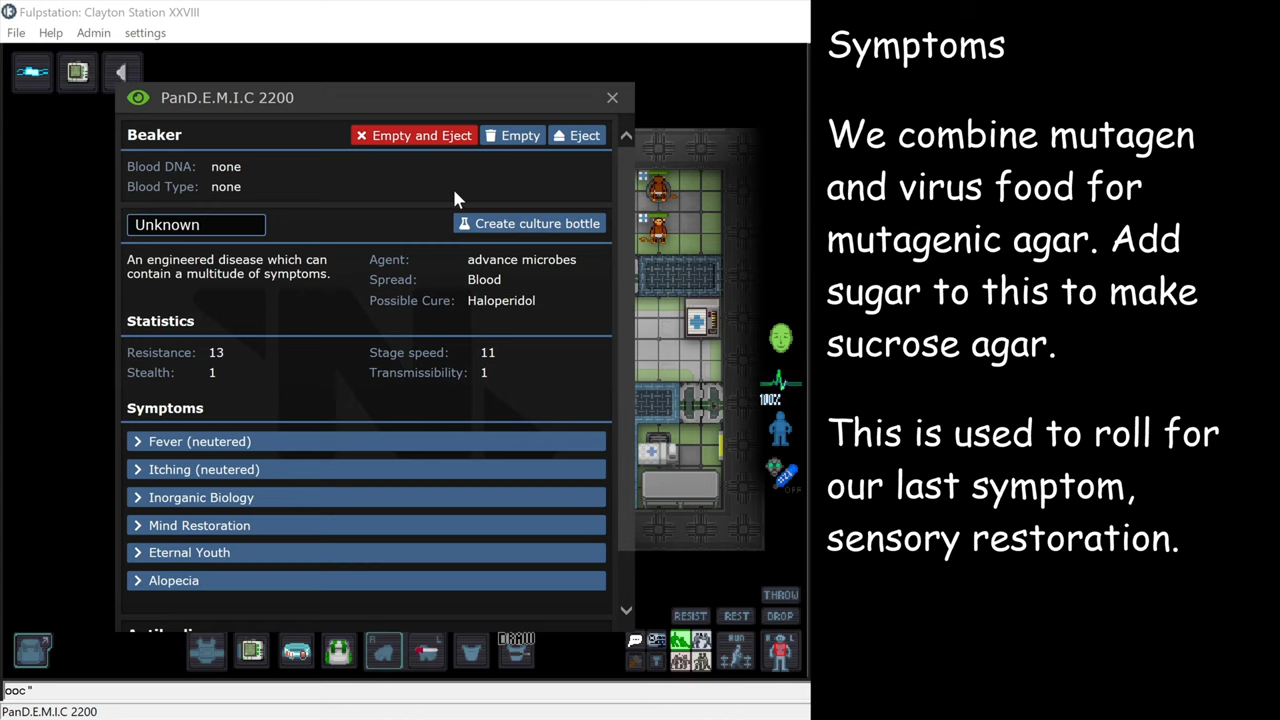 Fulpstation: Clayton Station XXVIII
File Help Admin settings
PanD.E.M.I.C 2200
Beaker
Empty and Eject
Empty
Eject
Blood DNA: none
Blood Type: none
Unknown
Create culture bottle
An engineered disease which can
contain a multitude of symptoms.
Agent: advance microbes
Spread: Blood
Possible Cure: Haloperidol
Statistics
Resistance: 13
Stage speed: 11
Stealth: 1
Transmissibility: 1
Symptoms
Fever (neutered)
Itching (neutered)
Inorganic Biology
Mind Restoration
Eternal Youth
Alopecia
100%
OFF
THROW
RESIST REST DROP
DRAW
RUN
R L
ooc "
PanD.E.M.I.C 2200
Symptoms
We combine mutagen
and virus food for
mutagenic agar. Add
sugar to this to make
sucrose agar.
This is used to roll for
our last symptom,
sensory restoration.